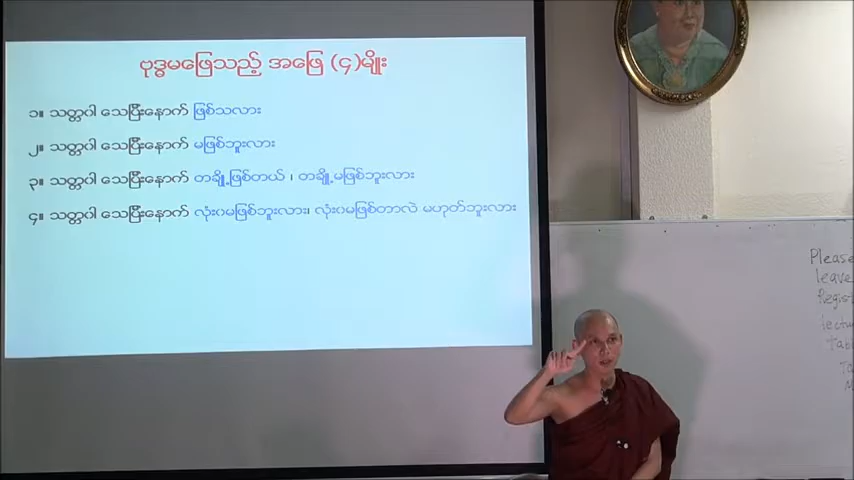 ဗုဒ္ဓမဖြေသည့် အဖြေ (၄)မျိုး
၁။ သတ္တဝါ သေပြီးနောက် ဖြစ်သလား
၂။ သတ္တဝါ သေပြီးနောက် မဖြစ်ဘူးလား
၃။ သတ္တဝါ သေပြီးနောက် တချို့ဖြစ်တယ်၊ တချို့မဖြစ်ဘူးလား
၄။ သတ္တဝါ သေပြီးနောက် လုံးဝမဖြစ်ဘူးလား၊ လုံးဝမဖြစ်တာလဲ မဟုတ်ဘူးလား
Please
leave
Regist
lectu
Tabl